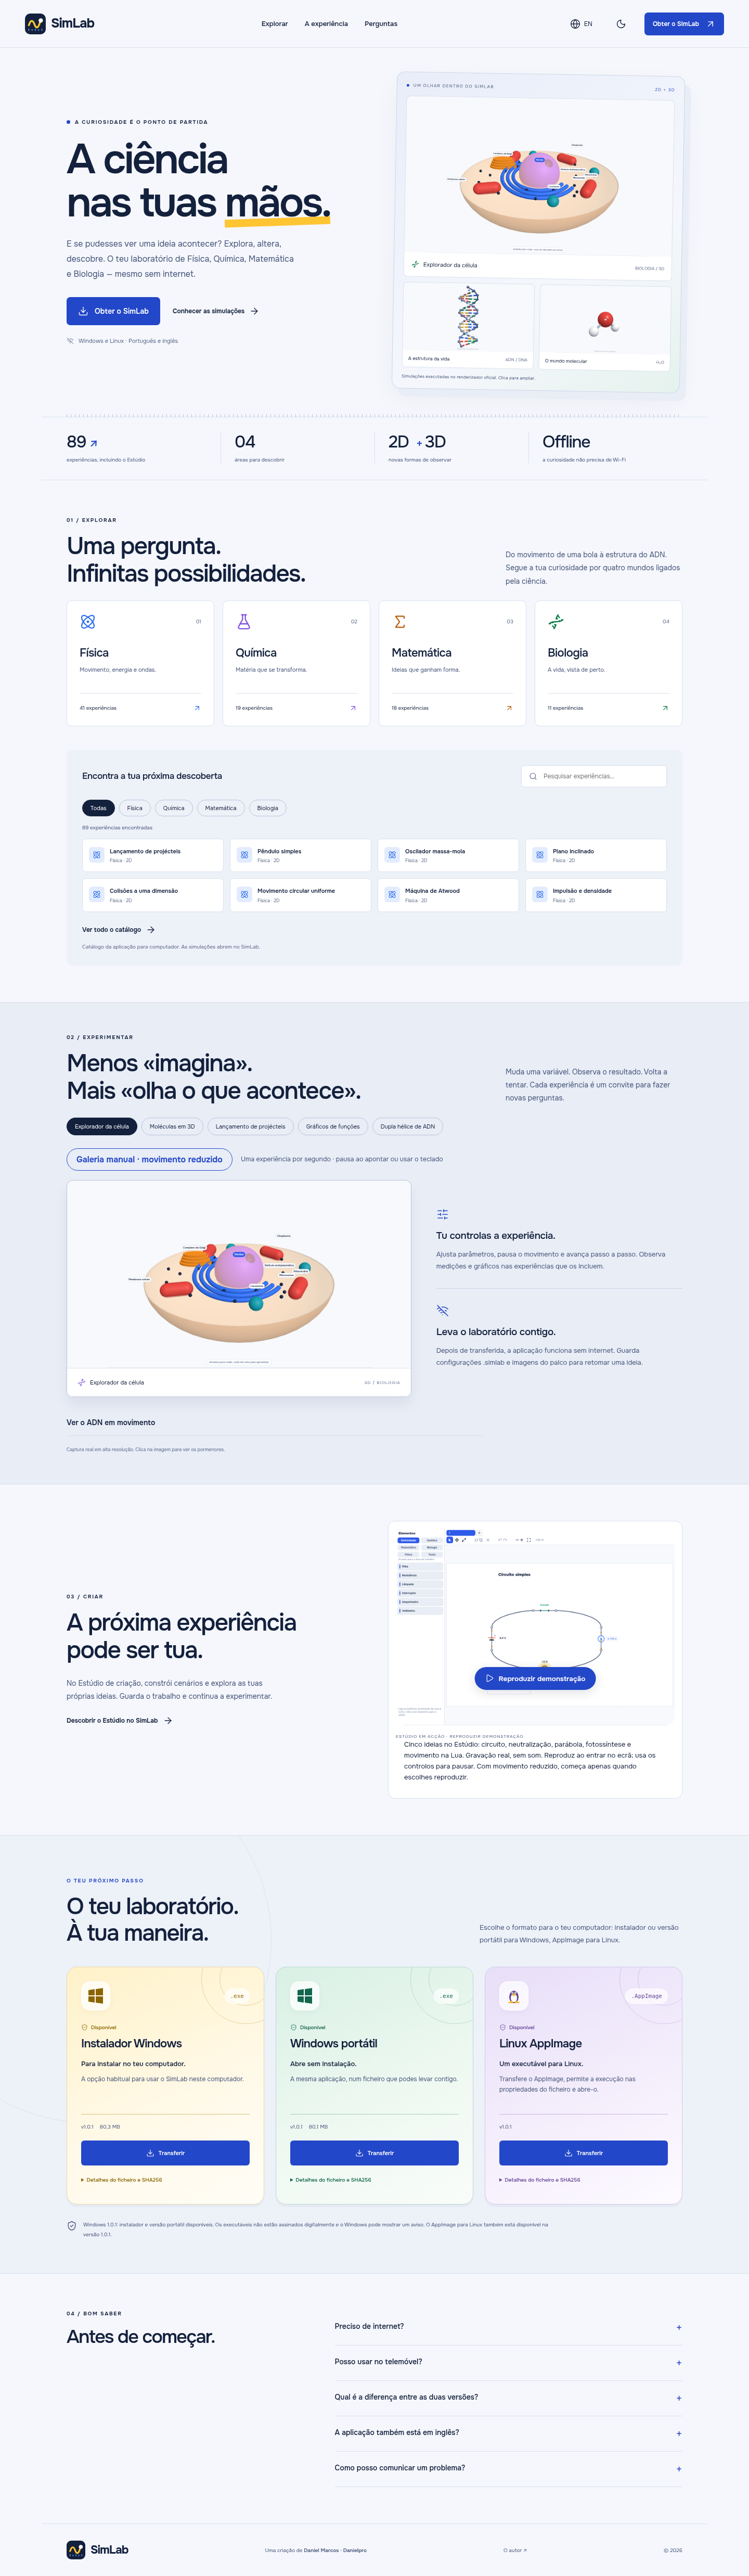 SimLab
Explorar
A experiência
Perguntas
EN
Obter o SimLab
A CURIOSIDADE É O PONTO DE PARTIDA
A ciência
nas tuas mãos.
E se pudesses ver uma ideia acontecer? Explora, altera,
descobre. O teu laboratório de Física, Química, Matemática
e Biologia — mesmo sem internet.
Obter o SimLab
Conhecer as simulações
Windows e Linux · Português e inglês
UM OLHAR DENTRO DO SIMLAB
2D + 3D
Explorador da célula
BIOLOGIA / 3D
A estrutura da vida
ADN / DNA
O mundo molecular
H₂O
Simulações executadas no renderizador oficial. Clica para ampliar.
89
experiências, incluindo o Estúdio
04
áreas para descobrir
2D + 3D
novas formas de observar
Offline
a curiosidade não precisa de Wi-Fi
01 / EXPLORAR
Uma pergunta.
Infinitas possibilidades.
Do movimento de uma bola à estrutura do ADN.
Segue a tua curiosidade por quatro mundos ligados
pela ciência.
01
Física
Movimento, energia e ondas.
41 experiências
02
Química
Matéria que se transforma.
19 experiências
03
Matemática
Ideias que ganham forma.
18 experiências
04
Biologia
A vida, vista de perto.
11 experiências
Encontra a tua próxima descoberta
Pesquisar experiências...
Todas
Física
Química
Matemática
Biologia
89 experiências encontradas
Lançamento de projécteis
Física · 2D
Pêndulo simples
Física · 2D
Oscilador massa-mola
Física · 2D
Plano inclinado
Física · 2D
Colisões a uma dimensão
Física · 2D
Movimento circular uniforme
Física · 2D
Máquina de Atwood
Física · 2D
Impulsão e densidade
Física · 2D
Ver todo o catálogo
Catálogo da aplicação para computador. As simulações abrem no SimLab.
02 / EXPERIMENTAR
Menos «imagina».
Mais «olha o que acontece».
Muda uma variável. Observa o resultado. Volta a
tentar. Cada experiência é um convite para fazer
novas perguntas.
Explorador da célula
Moléculas em 3D
Lançamento de projécteis
Gráficos de funções
Dupla hélice de ADN
Galeria manual · movimento reduzido
Uma experiência por segundo · pausa ao apontar ou usar o teclado
Explorador da célula
3D / BIOLOGIA
Tu controlas a experiência.
Ajusta parâmetros, pausa o movimento e avança passo a passo. Observa
medições e gráficos nas experiências que os incluem.
Leva o laboratório contigo.
Depois de transferida, a aplicação funciona sem internet. Guarda
configurações .simlab e imagens do palco para retomar uma ideia.
Ver o ADN em movimento
Captura real em alta resolução. Clica na imagem para ver os pormenores.
03 / CRIAR
A próxima experiência
pode ser tua.
No Estúdio de criação, constrói cenários e explora as tuas
próprias ideias. Guarda o trabalho e continua a experimentar.
Descobrir o Estúdio no SimLab
Elementos
Circuito simples
Reproduzir demonstração
ESTÚDIO EM ACÇÃO · REPRODUZIR DEMONSTRAÇÃO
Cinco ideias no Estúdio: circuito, neutralização, parábola, fotossíntese e
movimento na Lua. Gravação real, sem som. Reproduz ao entrar no ecrã; usa os
controlos para pausar. Com movimento reduzido, começa apenas quando
escolhes reproduzir.
O TEU PRÓXIMO PASSO
O teu laboratório.
À tua maneira.
Escolhe o formato para o teu computador: instalador ou versão
portátil para Windows, AppImage para Linux.
.exe
Disponível
Instalador Windows
Para instalar no teu computador.
A opção habitual para usar o SimLab neste computador.
v1.0.1 80,3 MB
Transferir
Detalhes do ficheiro e SHA256
.exe
Disponível
Windows portátil
Abre sem instalação.
A mesma aplicação, num ficheiro que podes levar contigo.
v1.0.1 80,1 MB
Transferir
Detalhes do ficheiro e SHA256
.AppImage
Disponível
Linux AppImage
Um executável para Linux.
Transfere o AppImage, permite a execução nas
propriedades do ficheiro e abre-o.
v1.0.1
Transferir
Detalhes do ficheiro e SHA256
Windows 1.0.1: instalador e versão portátil disponíveis. Os executáveis não estão assinados digitalmente e o Windows pode mostrar um aviso. O AppImage para Linux também está disponível na
versão 1.0.1.
04 / BOM SABER
Antes de começar.
Preciso de internet?
Posso usar no telemóvel?
Qual é a diferença entre as duas versões?
A aplicação também está em inglês?
Como posso comunicar um problema?
SimLab
Uma criação de Daniel Marcos · Danielpro
O autor ↗
© 2026